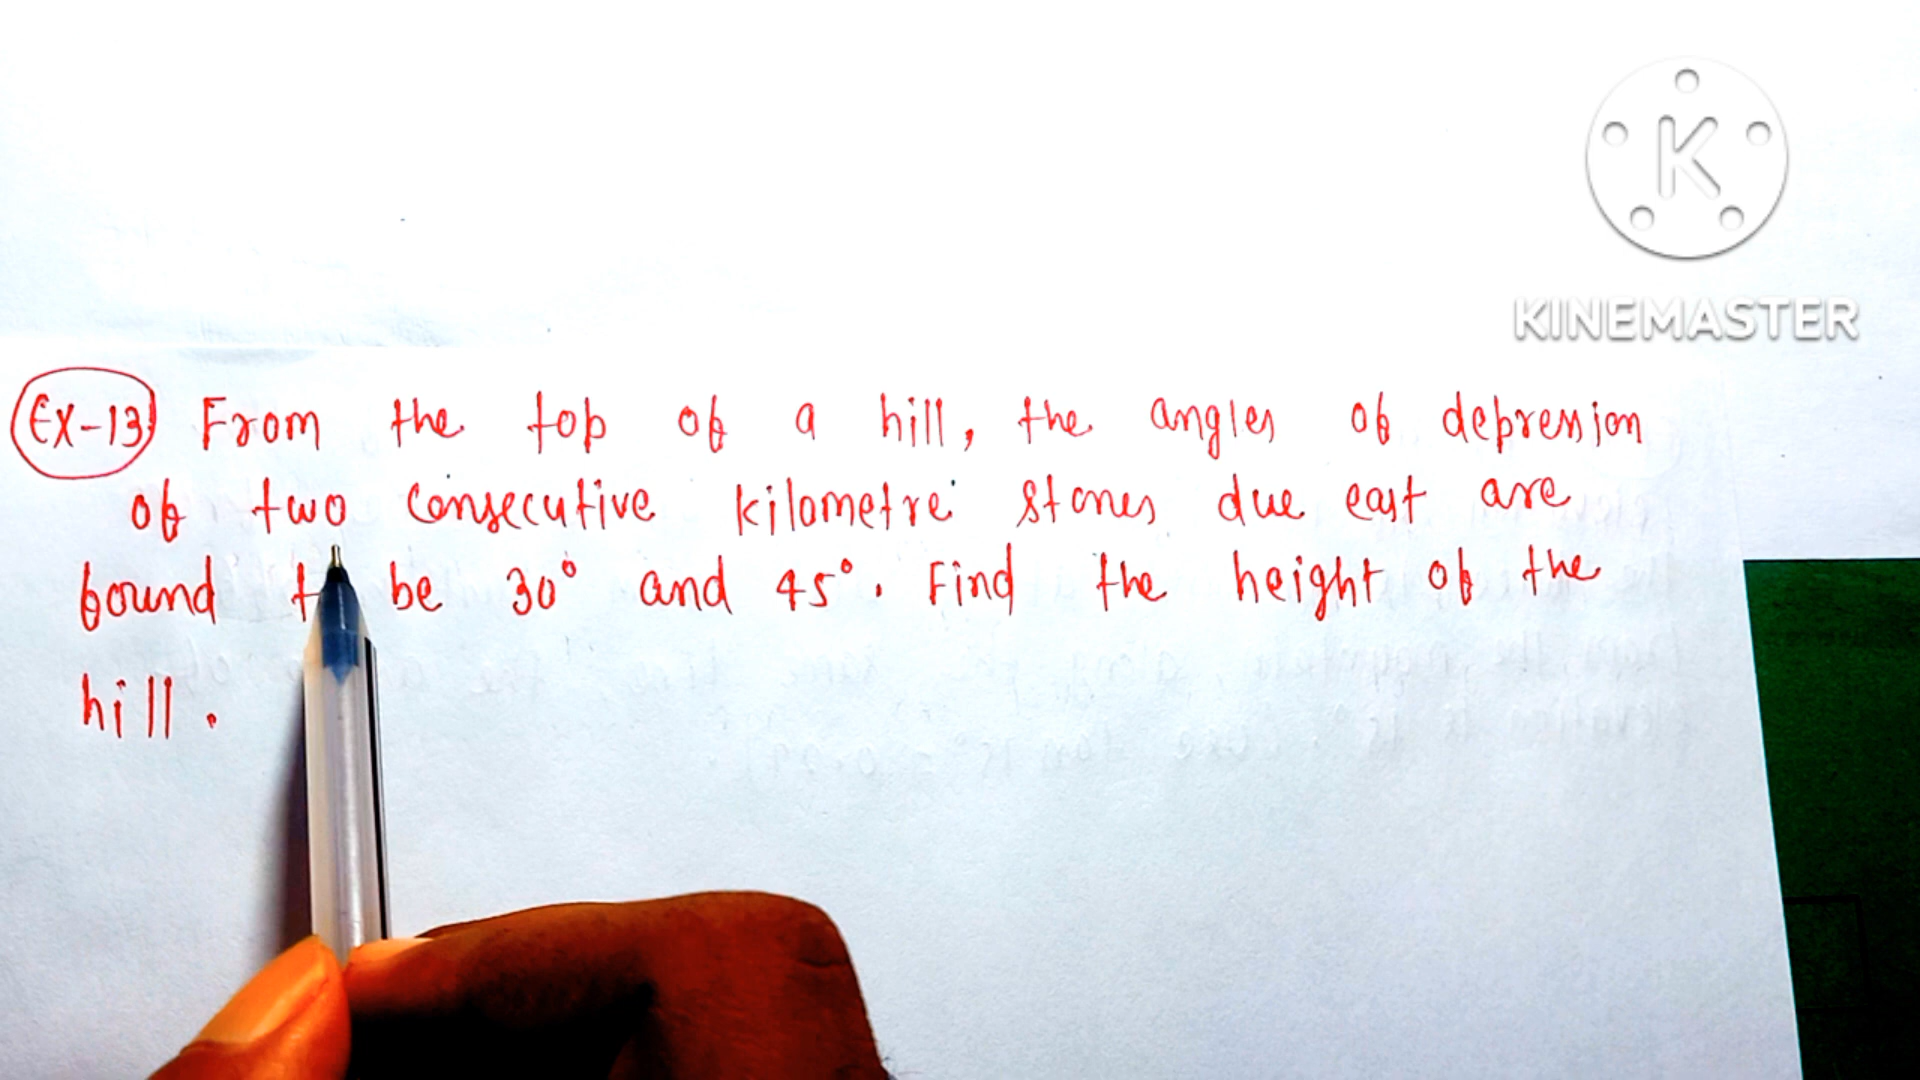 K
KINEMASTER
Ex-13 From the top of a hill, the angles of depression
of two consecutive kilometre stones due east are
found to be 30° and 45°. Find the height of the
hill.